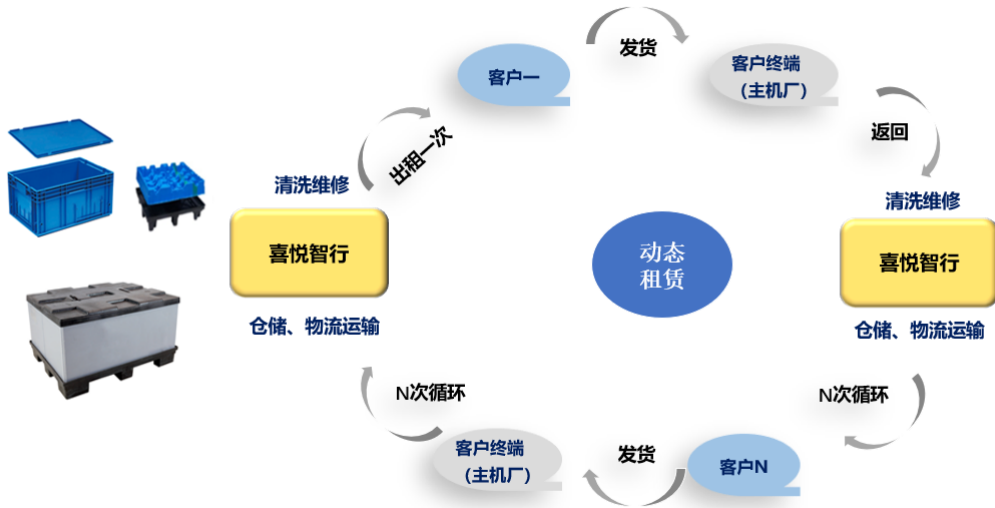 发货
客户一
客户终端
（主机厂）
返回
出租一次
清洗维修
喜悦智行
仓储、物流运输
动态
租赁
清洗维修
喜悦智行
仓储、物流运输
N次循环
N次循环
客户终端
（主机厂）
发货
客户N